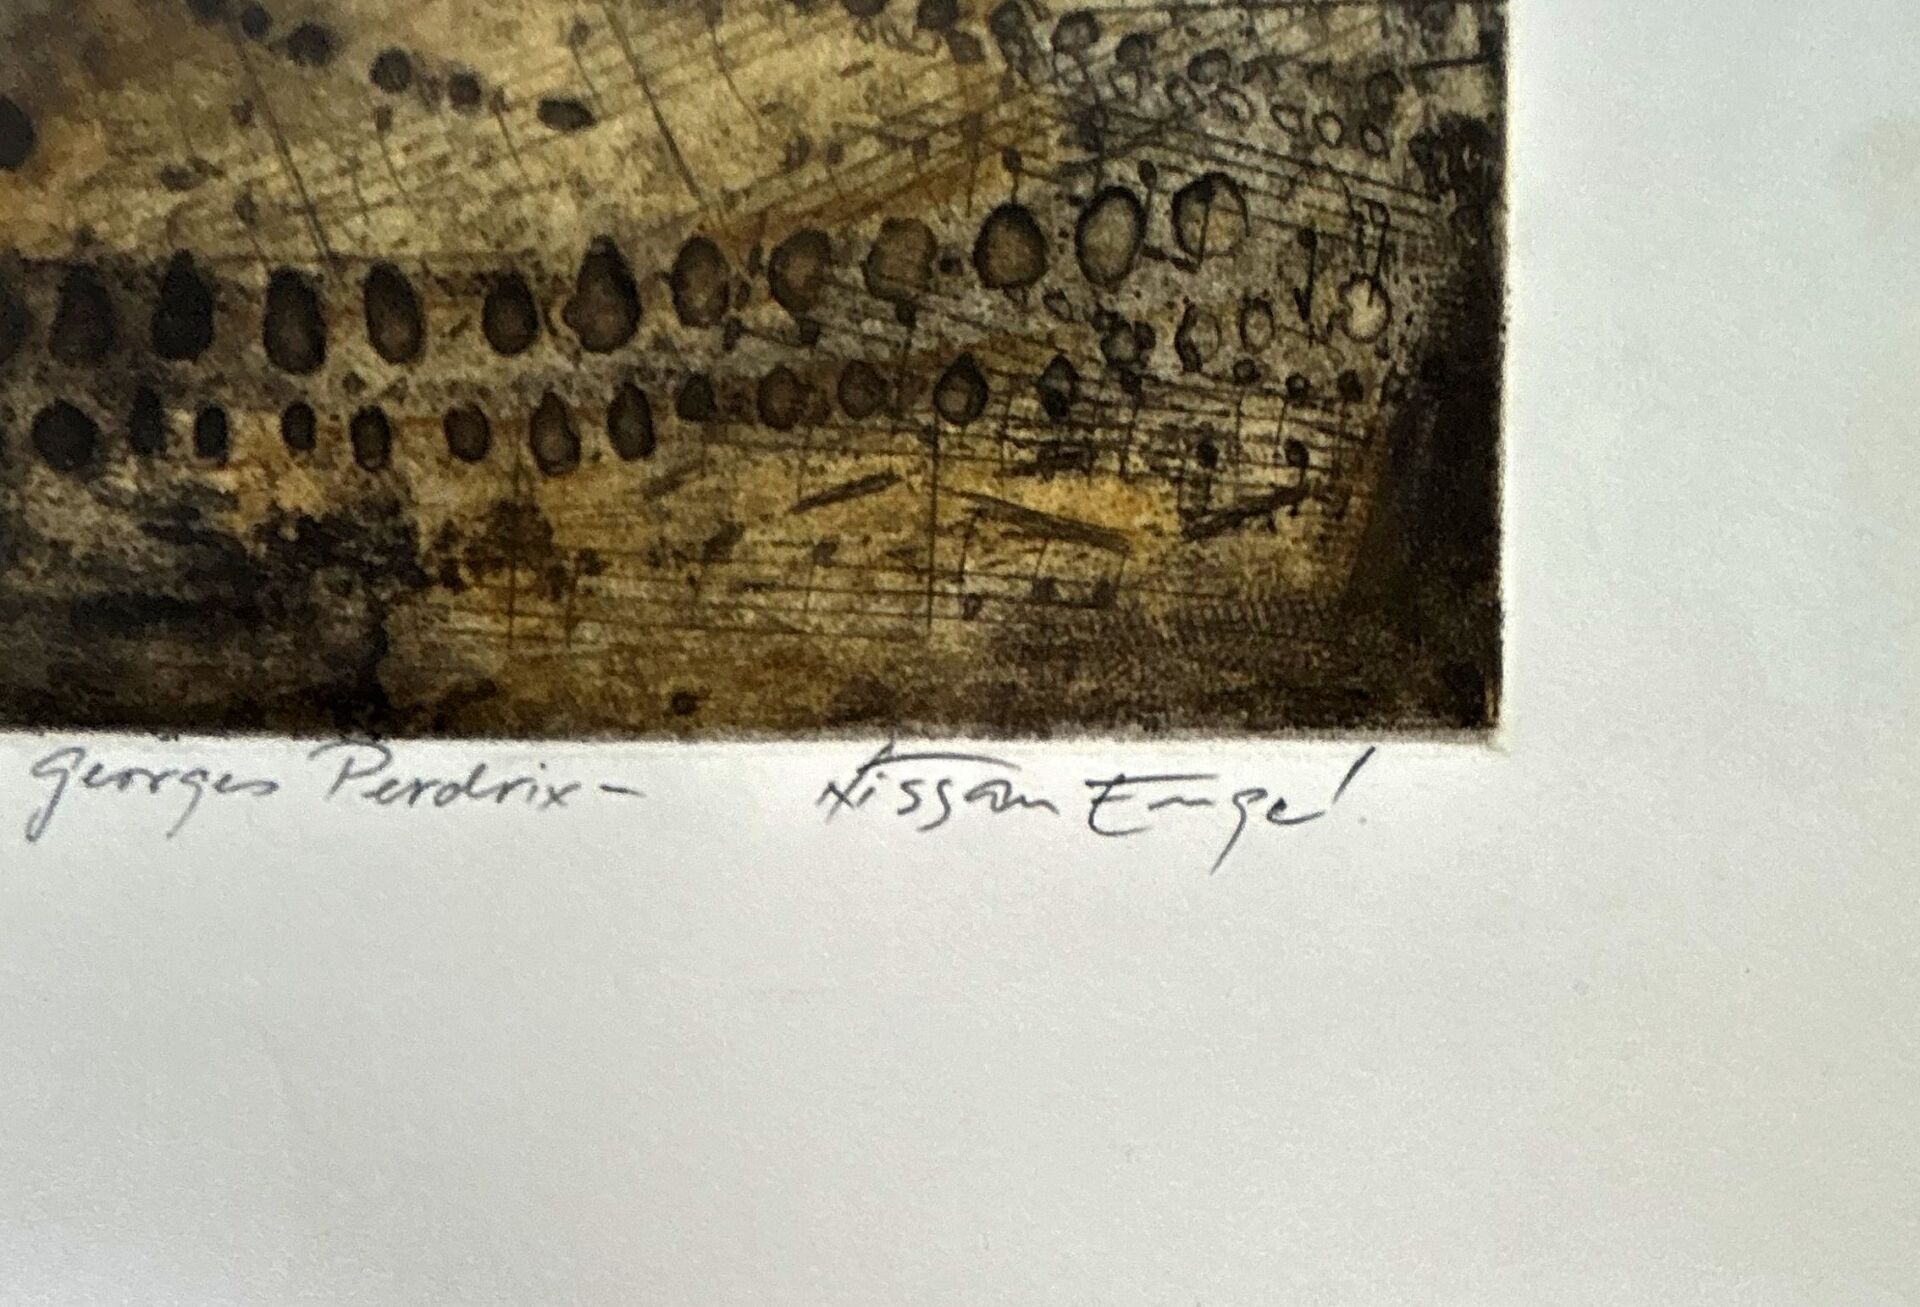 Georges Perdrix – Nissan Engel.